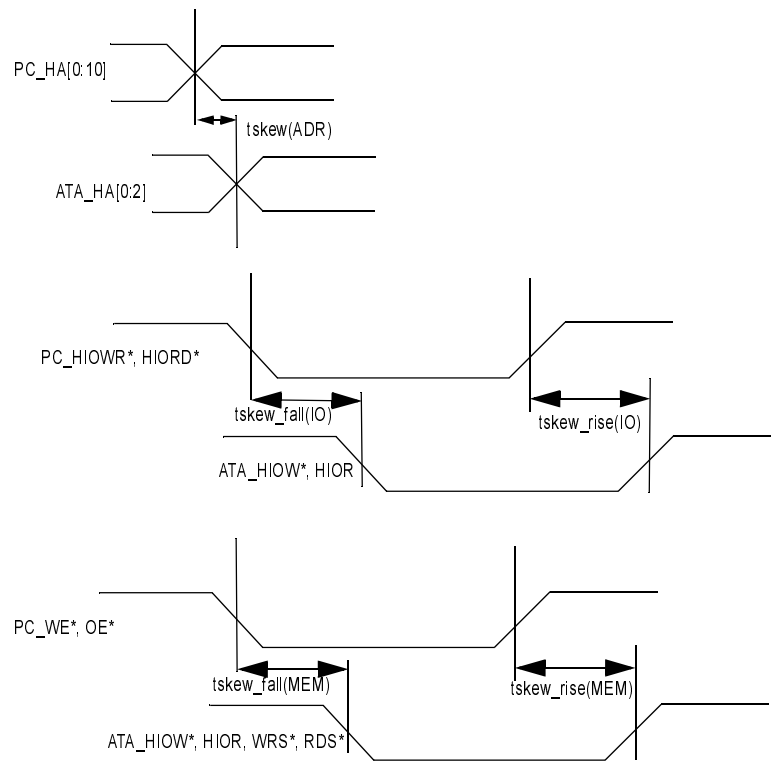 PC_HA[0:10]
tskew(ADR)
ATA_HA[0:2]
PC_HIOWR*, HIORD*
tskew_fall(IO)
tskew_rise(IO)
ATA_HIOW*, HIOR
PC_WE*, OE*
tskew_fall(MEM)
tskew_rise(MEM)
ATA_HIOW*, HIOR, WRS*, RDS*